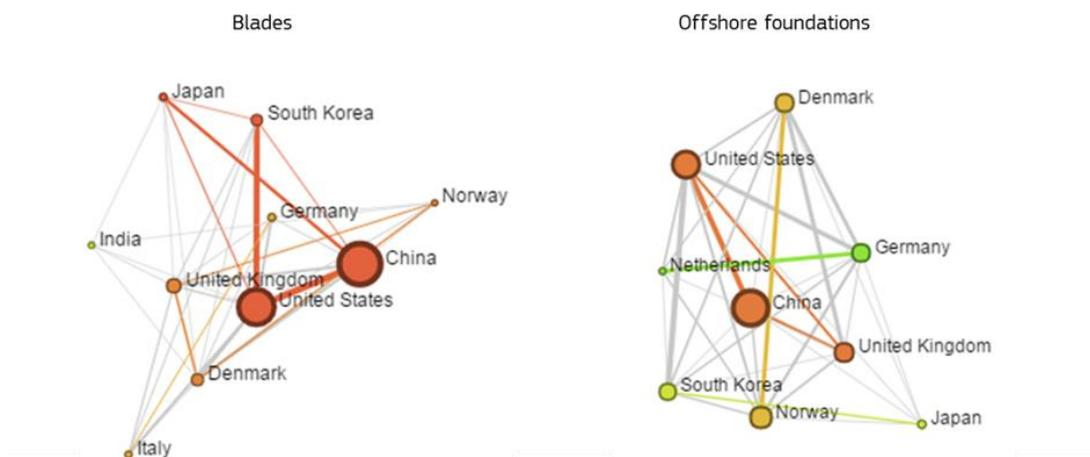 Blades
Offshore foundations
Japan
South Korea
Norway
Germany
India
China
United Kingdom
United States
Denmark
Italy
Denmark
United States
Germany
Netherlands
China
United Kingdom
South Korea
Norway
Japan